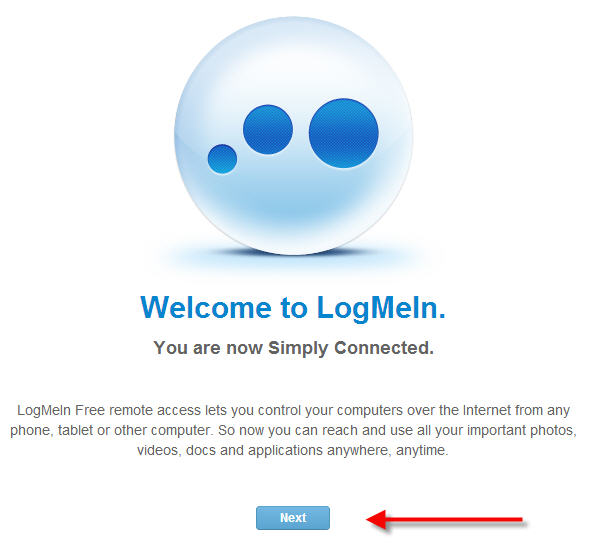 Welcome to LogMeIn.
You are now Simply Connected.
LogMeIn Free remote access lets you control your computers over the Internet from any
phone, tablet or other computer. So now you can reach and use all your important photos,
videos, docs and applications anywhere, anytime.
Next